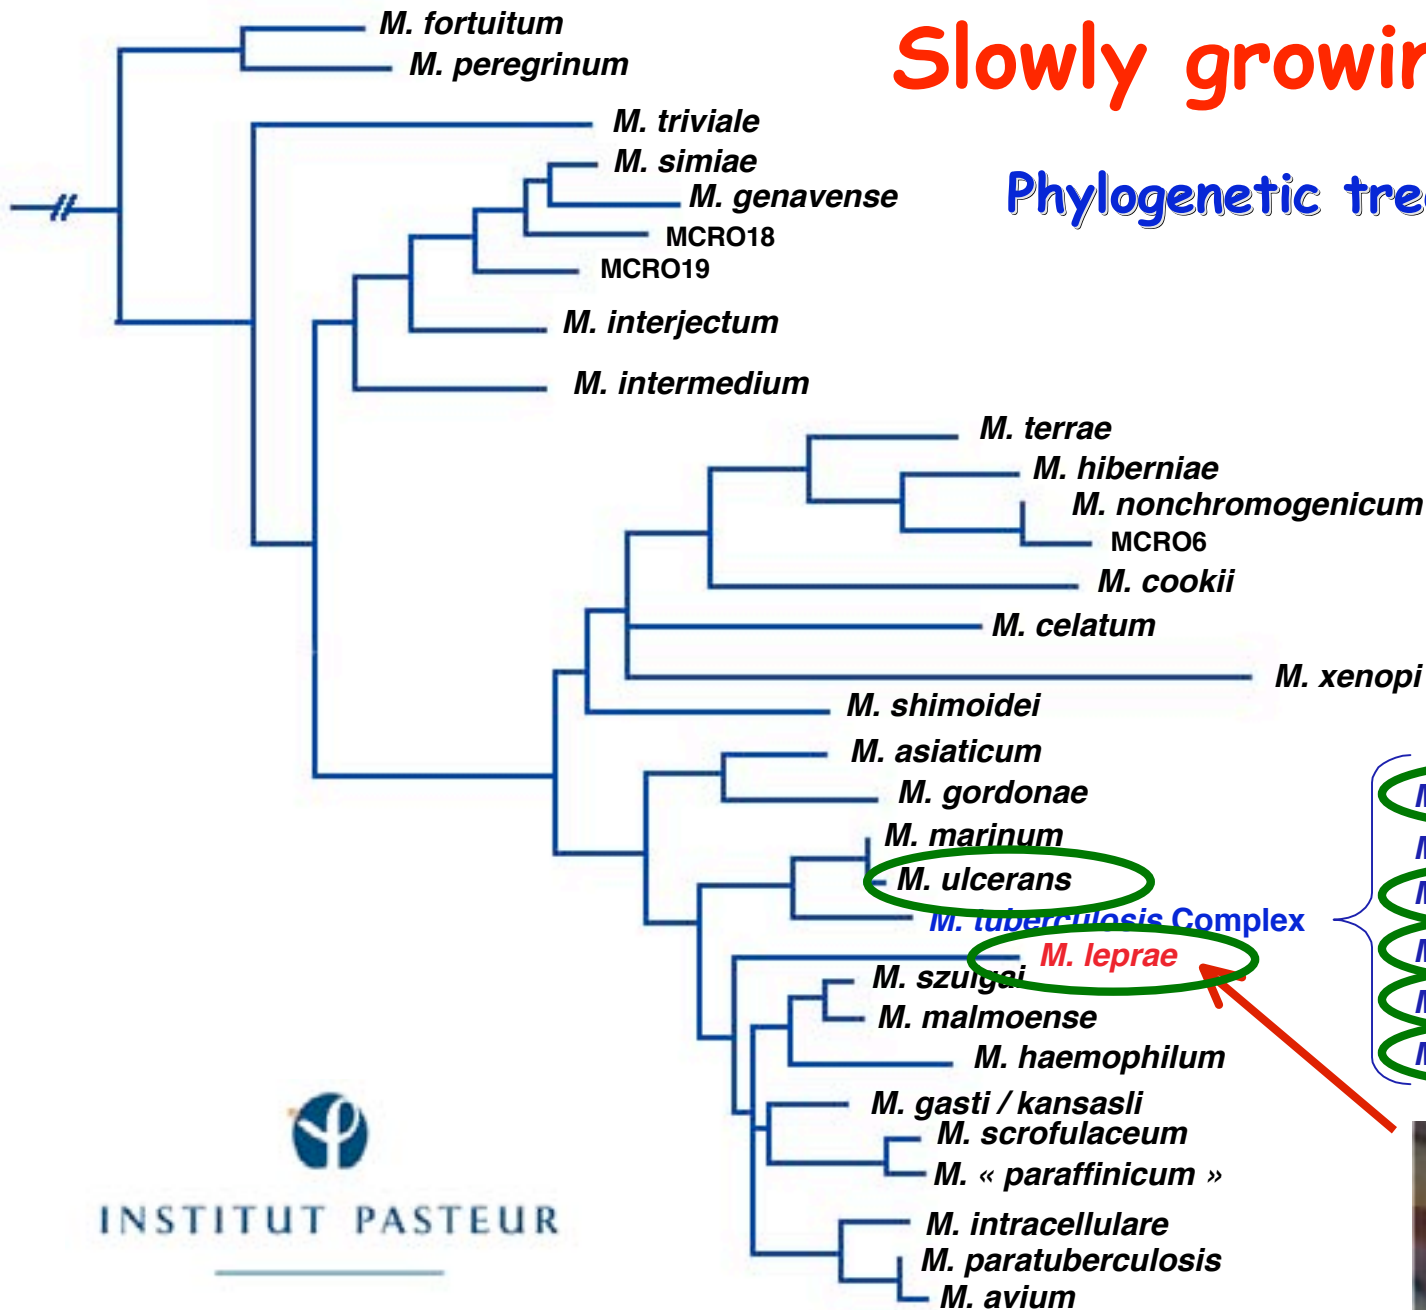 M. fortuitum
M. peregrinum
Slowly
Phylogenetic
M. triviale
M. simiae
M. genavense
MCRO18
MCRO19
M. interjectum
M. intermedium
M. terrae
M. hiberniae
M. nonchromogenicum
MCRO6
M. cookii
M. celatum
M. xenopi
M. shimoidei
M. asiaticum
M. gordonae
M. marinum
M. ulcerans
M. tuberculosis Complex
M. leprae
M. szulgai
M. malmoense
M. haemophilum
M. gasti / kansasli
M. scrofulaceum
M. « paraffinicum »
M. intracellulare
M. paratuberculosis
M. avium
INSTITUT PASTEUR